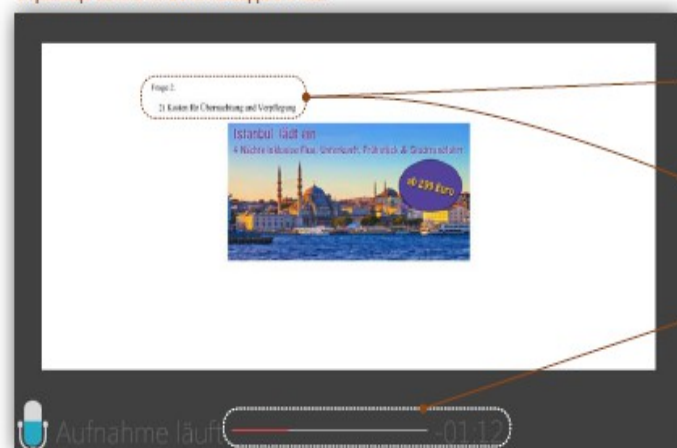 Frage 2:
2) Kosten für Übernachtung und Verpflegung
Istanbul lädt ein
4 Nächte inklusive Flug, Unterkunft, Frühstück & Stadtrundfahrt
ab 299 Euro
Aufnahme läuft
-01:12